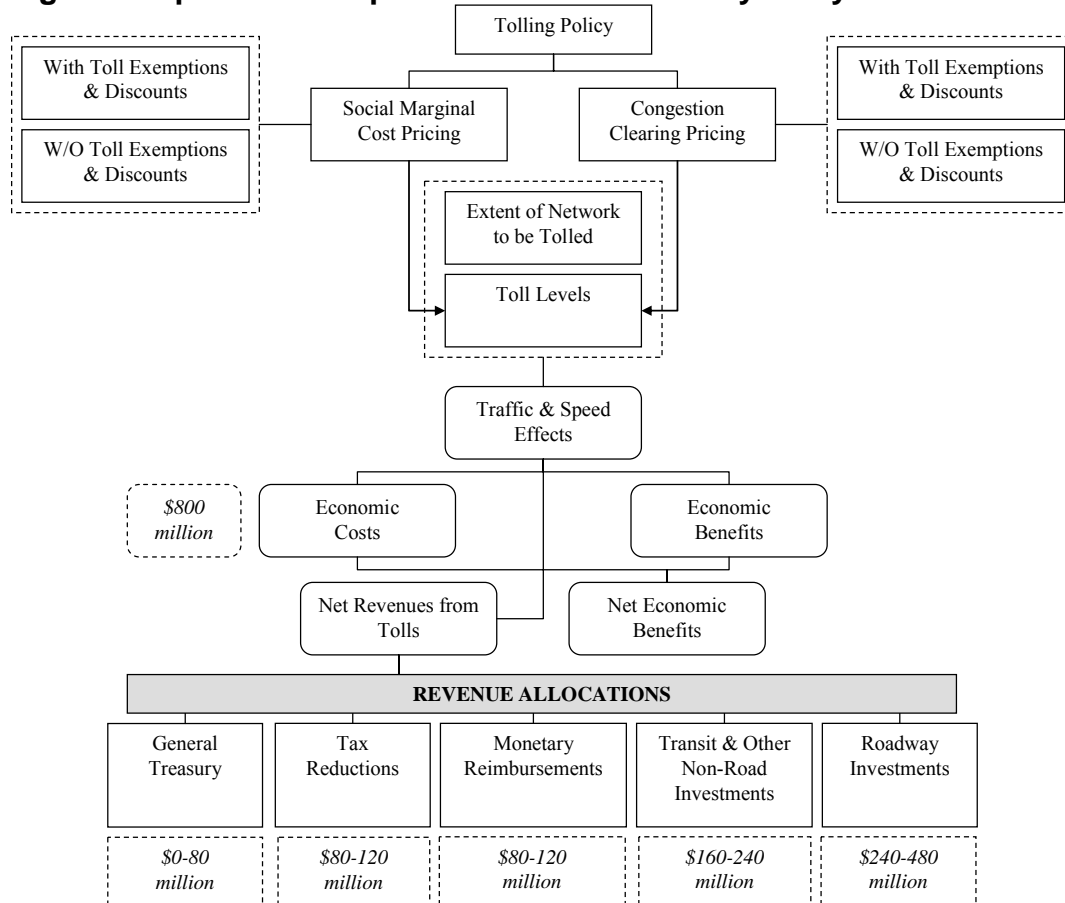 Tolling Policy
With Toll Exemptions
& Discounts
W/O Toll Exemptions
& Discounts
Social Marginal
Cost Pricing
Congestion
Clearing Pricing
With Toll Exemptions
& Discounts
W/O Toll Exemptions
& Discounts
Extent of Network
to be Tolled
Toll Levels
Traffic & Speed
Effects
$800
million
Economic
Costs
Economic
Benefits
Net Revenues from
Tolls
Net Economic
Benefits
REVENUE ALLOCATIONS
General
Treasury
Tax
Reductions
Monetary
Reimbursements
Transit & Other
Non-Road
Investments
Roadway
Investments
$0-80
million
$80-120
million
$80-120
million
$160-240
million
$240-480
million